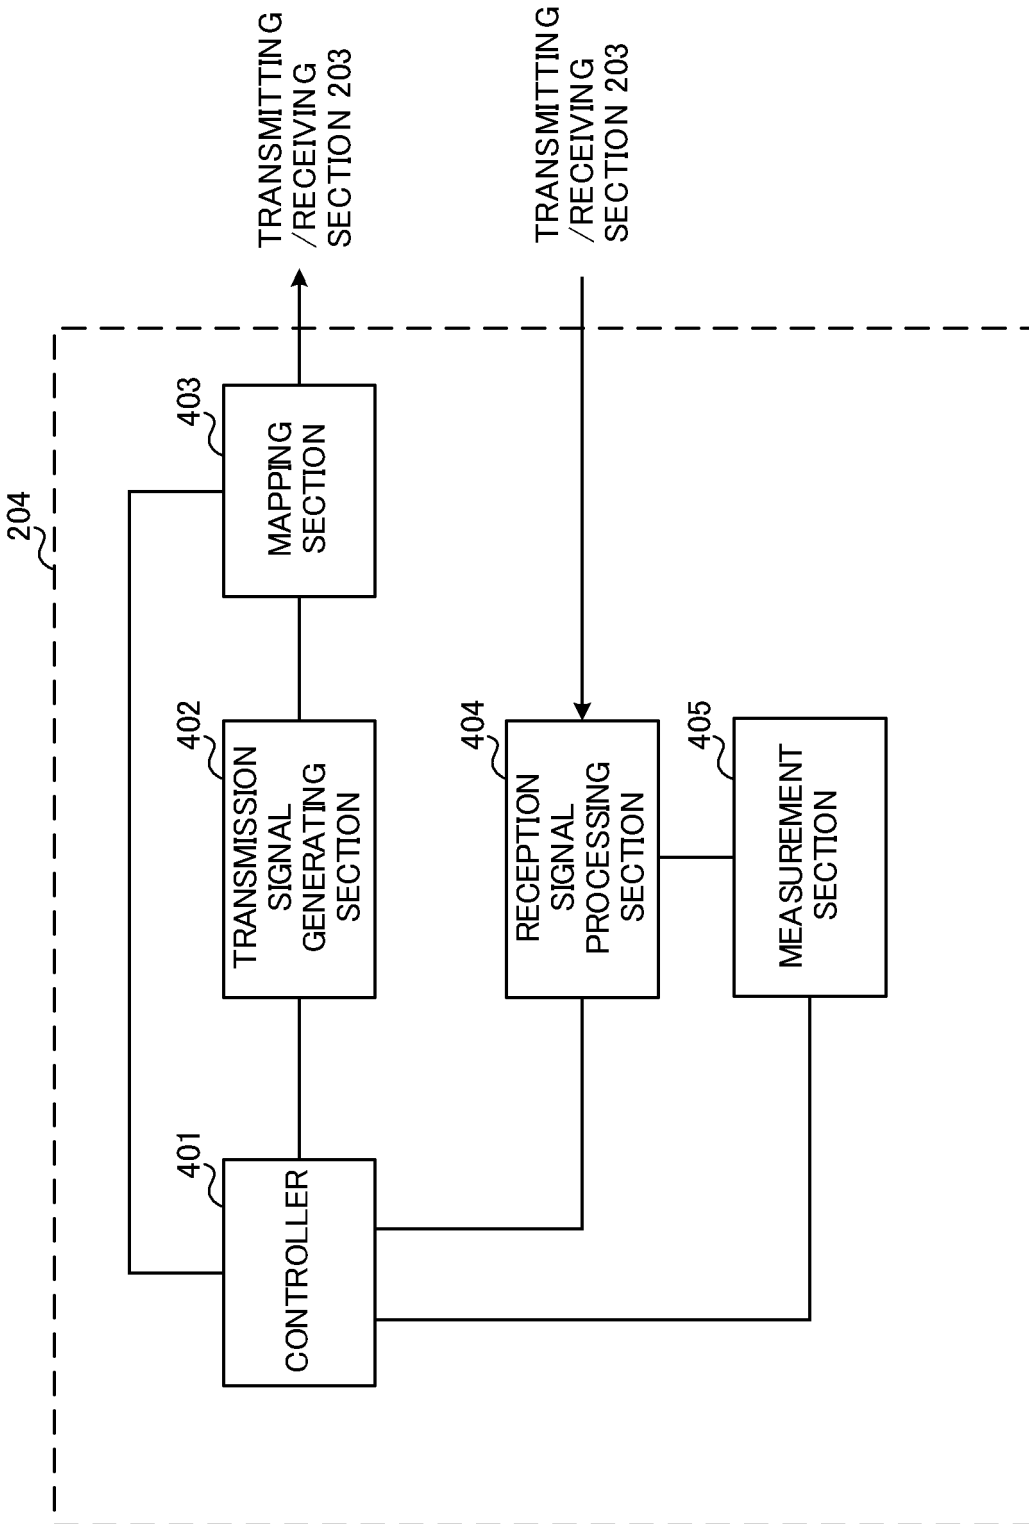 204
401
CONTROLLER
402
TRANSMISSION
SIGNAL
GENERATING
SECTION
403
MAPPING
SECTION
TRANSMITTING
/RECEIVING
SECTION 203
404
RECEPTION
SIGNAL
PROCESSING
SECTION
TRANSMITTING
/RECEIVING
SECTION 203
405
MEASUREMENT
SECTION